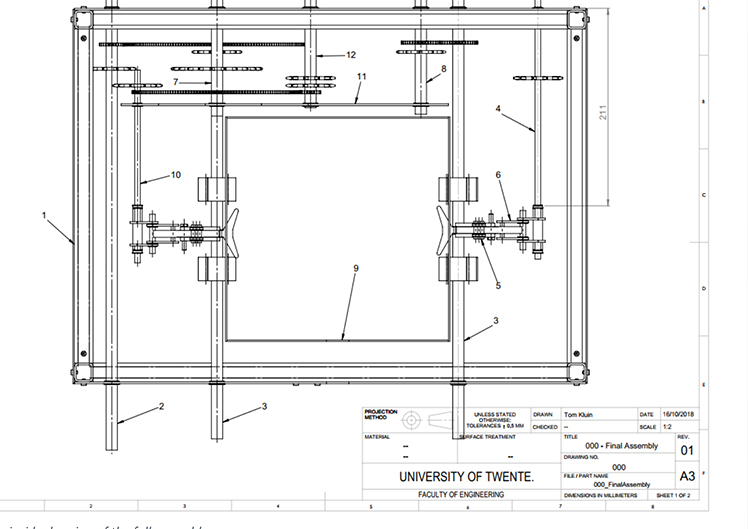 A
12
7
8
11
B
4
211
10
6
C
1
9
5
D
3
2
3
E
PROJECTION
METHOD
UNLESS STATED
OTHERWISE:
TOLERANCES ± 0,5 MM
DRAWN
Tom Kluin
DATE
16/10/2018
CHECKED
--
SCALE
1:2
MATERIAL
--
--
SURFACE TREATMENT
--
TITLE
000 - Final Assembly
REV.
01
DRAWING NO.
000
UNIVERSITY OF TWENTE.
FILE / PART NAME
000_FinalAssembly
A3
F
FACULTY OF ENGINEERING
DIMENSIONS IN MILLIMETERS
SHEET 1 OF 2
2
3
4
5
6
7
8